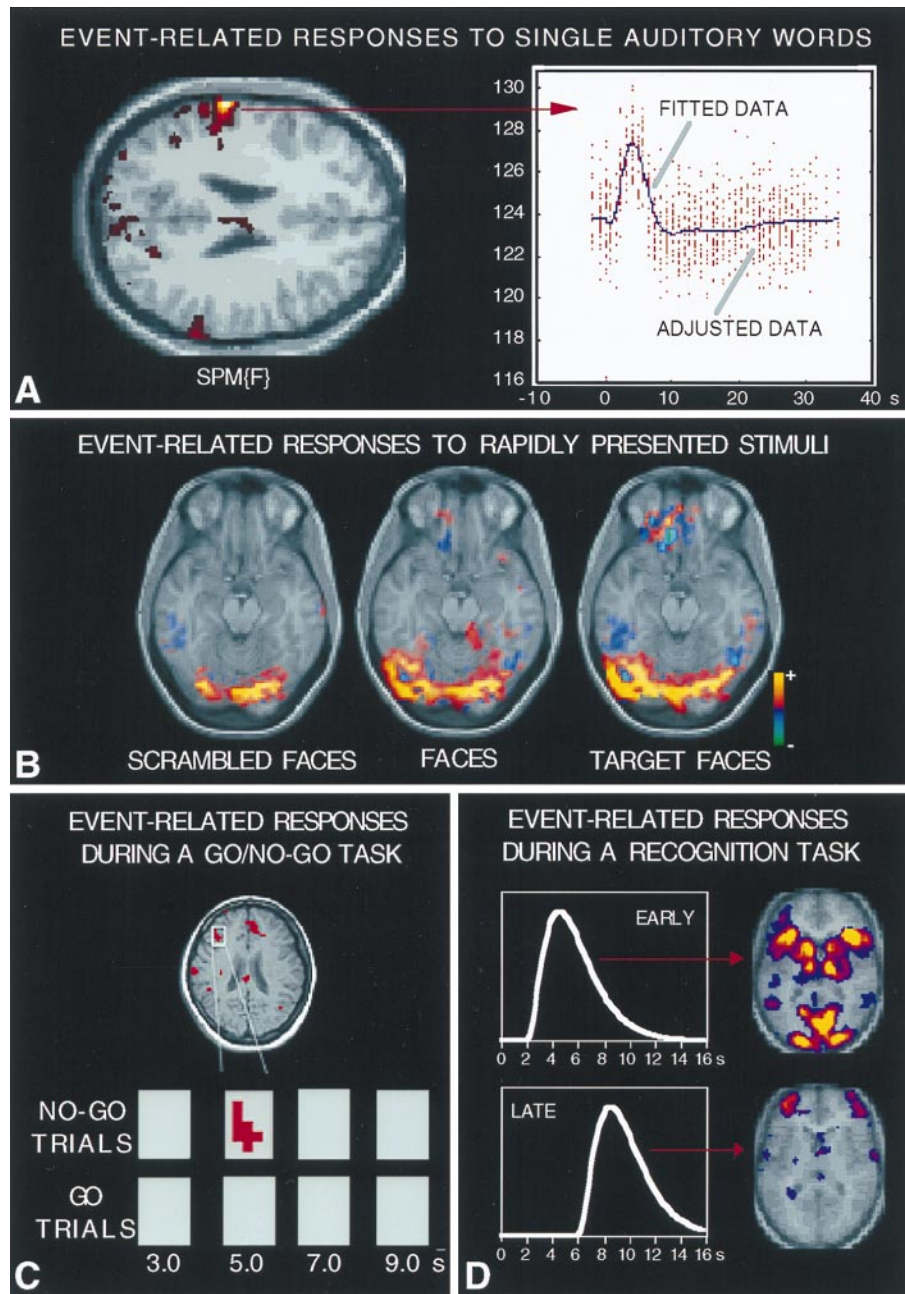 EVENT-RELATED RESPONSES TO SINGLE AUDITORY WORDS
130
128
126
124
122
120
118
116
-10 0 10 20 30 40 s
FITTED DATA
ADJUSTED DATA
SPM{F}
A
EVENT-RELATED RESPONSES TO RAPIDLY PRESENTED STIMULI
+
-
SCRAMBLED FACES FACES TARGET FACES
B
EVENT-RELATED RESPONSES
DURING A GO/NO-GO TASK
NO-GO
TRIALS
GO
TRIALS
3.0 5.0 7.0 9.0 s
C
EVENT-RELATED RESPONSES
DURING A RECOGNITION TASK
EARLY
0 2 4 6 8 10 12 14 16 s
LATE
0 2 4 6 8 10 12 14 16 s
D